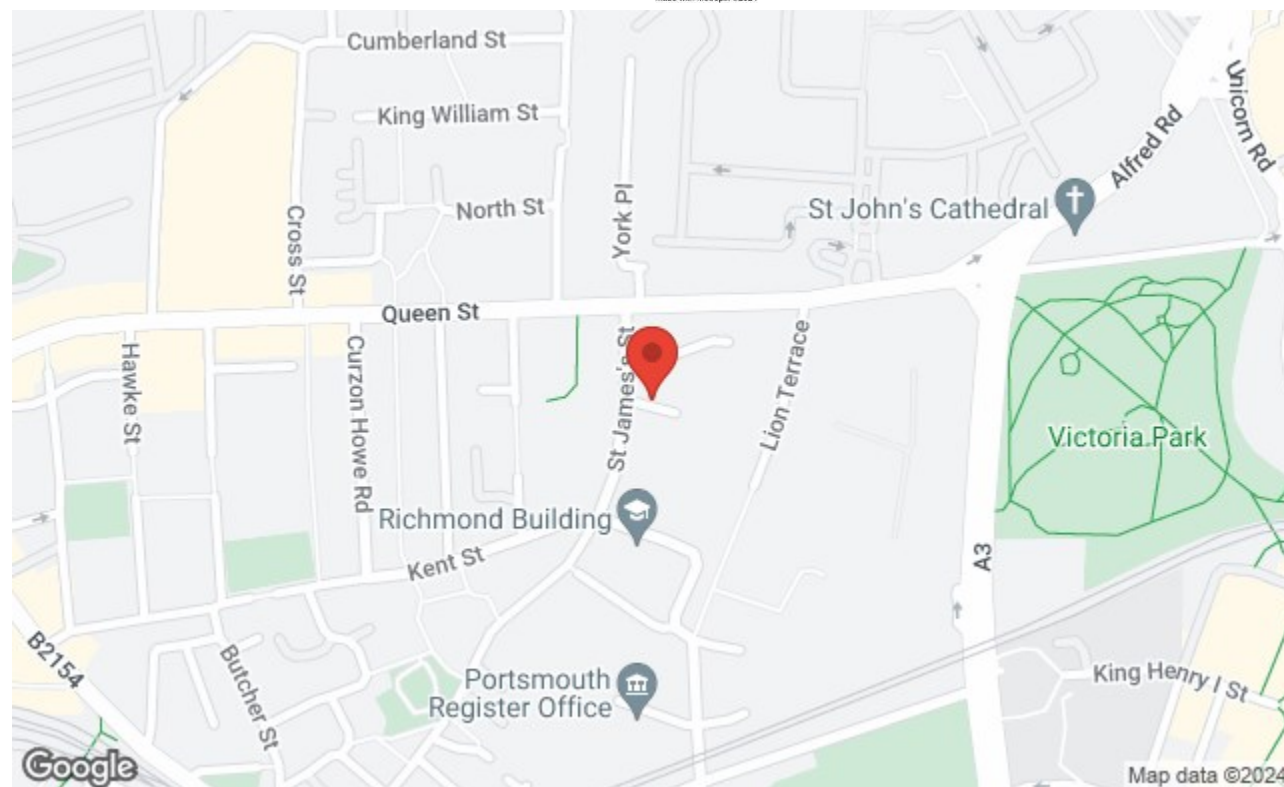 Cumberland St
King William St
Unicorn Rd
Alfred Rd
North St
York Pl
St John's Cathedral
Cross St
Queen St
Hawke St
Curzon Howe Rd
St James's St
Lion Terrace
Victoria Park
Richmond Building
Kent St
A3
B2154
Butcher St
Portsmouth
Register Office
King Henry I St
Google
Map data ©2024